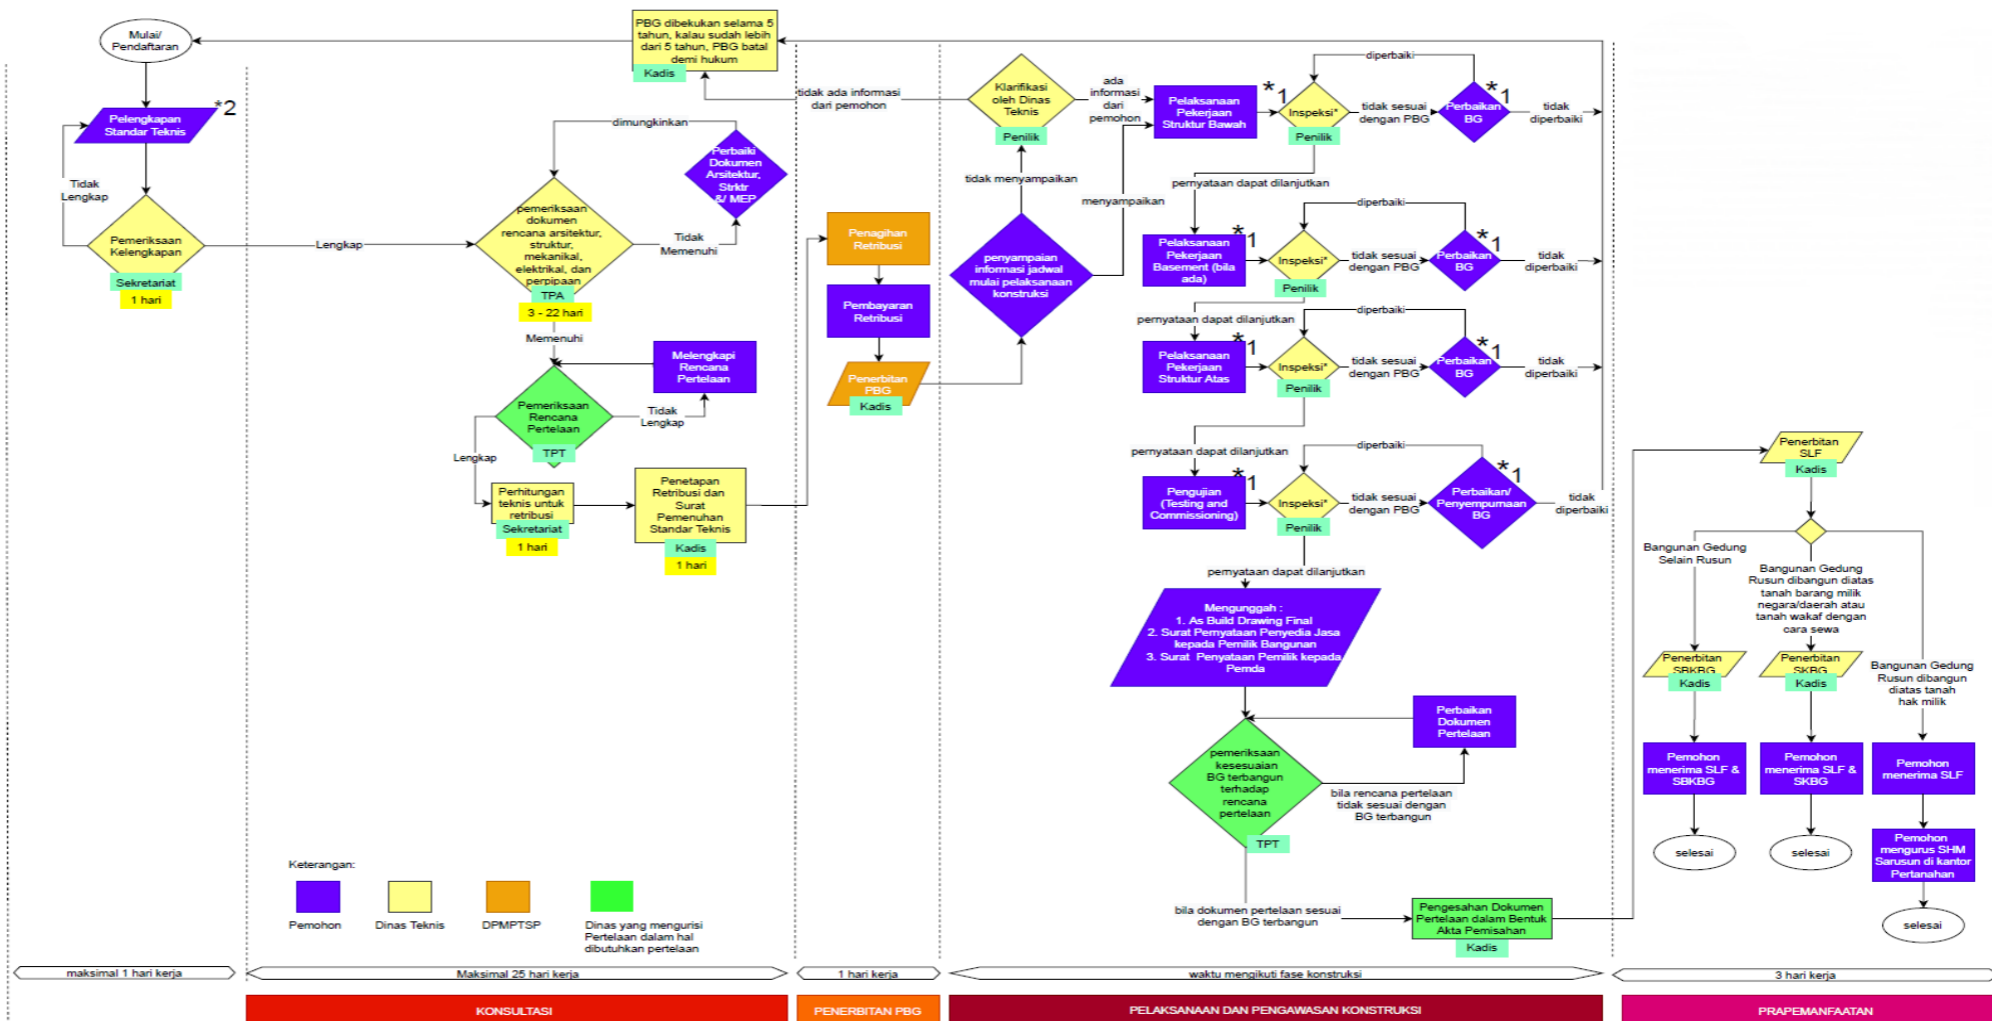 Mulai/
Pendaftaran
Pelengkapan
Standar Teknis
*2
Tidak
Lengkap
Pemeriksaan
Kelengkapan
Sekretariat
1 hari
Lengkap
PBG dibekukan selama 5
tahun, kalau sudah lebih
dari 5 tahun, PBG batal
demi hukum
Kadis
dimungkinkan
Perbaiki
Dokumen
Arsitektur,
Strktr
&/ MEP
pemeriksaan
dokumen
rencana arsitektur,
struktur,
mekanikal,
elektrikal, dan
perpipaan
TPA
3 - 22 hari
Tidak
Memenuhi
Memenuhi
Melengkapi
Rencana
Pertelaan
Pemeriksaan
Rencana
Pertelaan
TPT
Tidak
Lengkap
Lengkap
Perhitungan
teknis untuk
retribusi
Sekretariat
1 hari
Penetapan
Retribusi dan
Surat
Pemenuhan
Standar Teknis
Kadis
1 hari
Penagihan
Retribusi
Pembayaran
Retribusi
Penerbitan
PBG
Kadis
tidak ada informasi
dari pemohon
Klarifikasi
oleh Dinas
Teknis
Penilik
ada
informasi
dari
pemohon
tidak menyampaikan
menyampaikan
penyampaian
informasi jadwal
mulai pelaksanaan
konstruksi
Pelaksanaan
Pekerjaan
Struktur Bawah
*1
Inspeksi*
Penilik
diperbaiki
tidak sesuai
dengan PBG
Perbaikan
BG
*1
tidak
diperbaiki
pernyataan dapat dilanjutkan
Pelaksanaan
Pekerjaan
Basement (bila
ada)
*1
Inspeksi*
Penilik
diperbaiki
tidak sesuai
dengan PBG
Perbaikan
BG
*1
tidak
diperbaiki
pernyataan dapat dilanjutkan
Pelaksanaan
Pekerjaan
Struktur Atas
*1
Inspeksi*
Penilik
diperbaiki
tidak sesuai
dengan PBG
Perbaikan
BG
*1
tidak
diperbaiki
pernyataan dapat dilanjutkan
Pengujian
(Testing and
Commissioning)
*1
Inspeksi*
Penilik
diperbaiki
tidak sesuai
dengan PBG
Perbaikan/
Penyempurnaan
BG
*1
tidak
diperbaiki
pernyataan dapat dilanjutkan
Mengunggah :
1. As Build Drawing Final
2. Surat Pernyataan Penyedia Jasa
kepada Pemilik Bangunan
3. Surat Penyataan Pemilik kepada
Pemda
pemeriksaan
kesesuaian
BG terbangun
terhadap
rencana
pertelaan
TPT
Perbaikan
Dokumen
Pertelaan
bila rencana pertelaan
tidak sesuai dengan
BG terbangun
bila dokumen pertelaan sesuai
dengan BG terbangun
Pengesahan Dokumen
Pertelaan dalam Bentuk
Akta Pemisahan
Kadis
Penerbitan
SLF
Kadis
Bangunan Gedung
Selain Rusun
Bangunan Gedung
Rusun dibangun diatas
tanah barang milik
negara/daerah atau
tanah wakaf dengan
cara sewa
Bangunan Gedung
Rusun dibangun
diatas tanah
hak milik
Penerbitan
SBKBG
Kadis
Penerbitan
SKBG
Kadis
Pemohon
menerima SLF &
SBKBG
Pemohon
menerima SLF &
SKBG
Pemohon
menerima SLF
Pemohon
mengurus SHM
Sarusun di kantor
Pertanahan
selesai
selesai
selesai
Keterangan:
Pemohon
Dinas Teknis
DPMPTSP
Dinas yang mengurisi
Pertelaan dalam hal
dibutuhkan pertelaan
maksimal 1 hari kerja
Maksimal 25 hari kerja
1 hari kerja
waktu mengikuti fase konstruksi
3 hari kerja
KONSULTASI
PENERBITAN PBG
PELAKSANAAN DAN PENGAWASAN KONSTRUKSI
PRAPEMANFAATAN